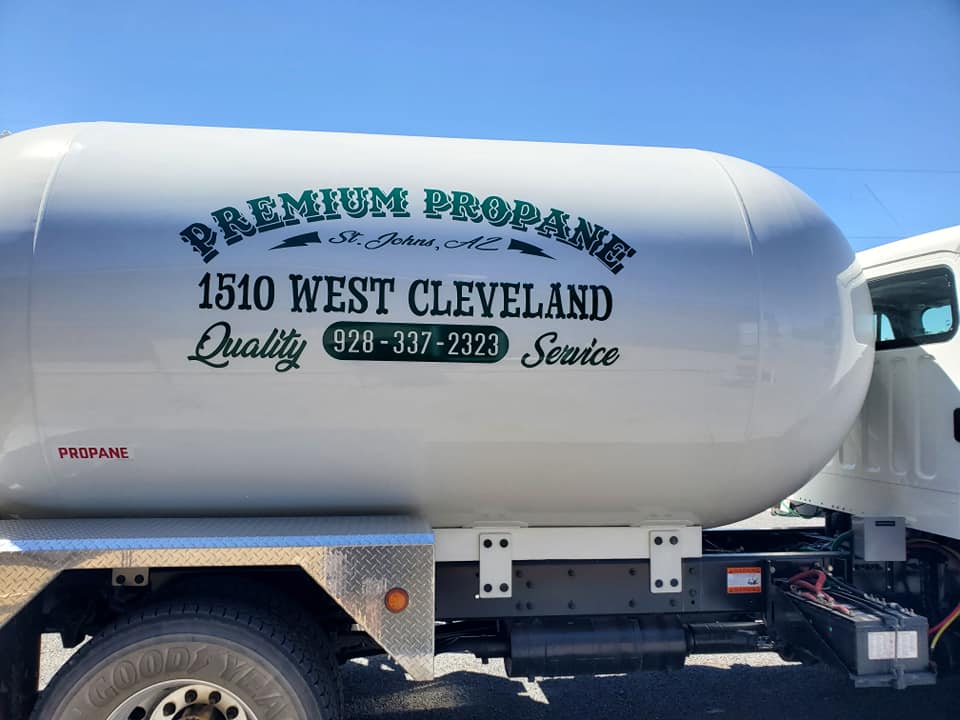 PREMIUM PROPANE
St. Johns, AZ
1510 WEST CLEVELAND
Quality 928-337-2323 Service
PROPANE
GOODYEAR